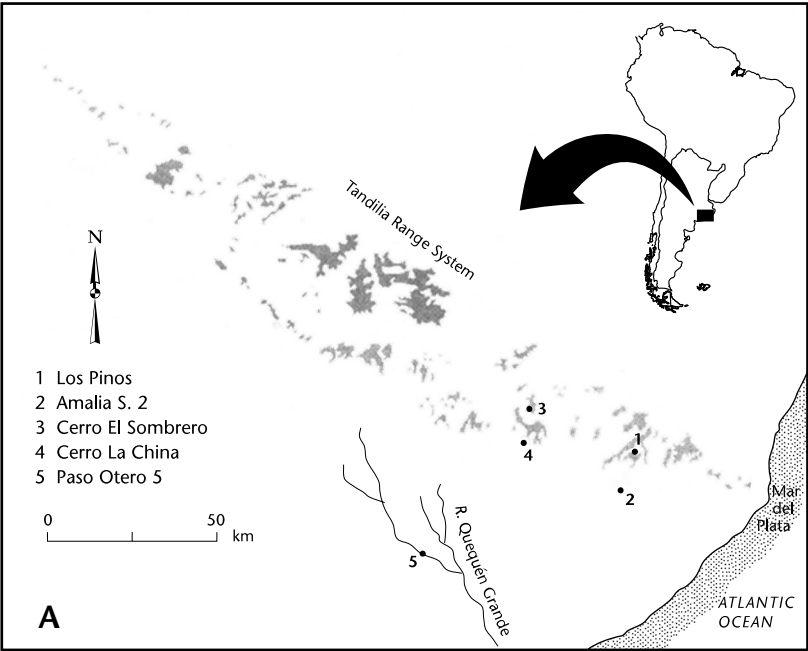 Tandilia Range System
N
1 Los Pinos
2 Amalia S. 2
3 Cerro El Sombrero
4 Cerro La China
5 Paso Otero 5
0 50
km
3
4
1
2
5
R. Quequén Grande
Mar
del
Plata
ATLANTIC
OCEAN
A